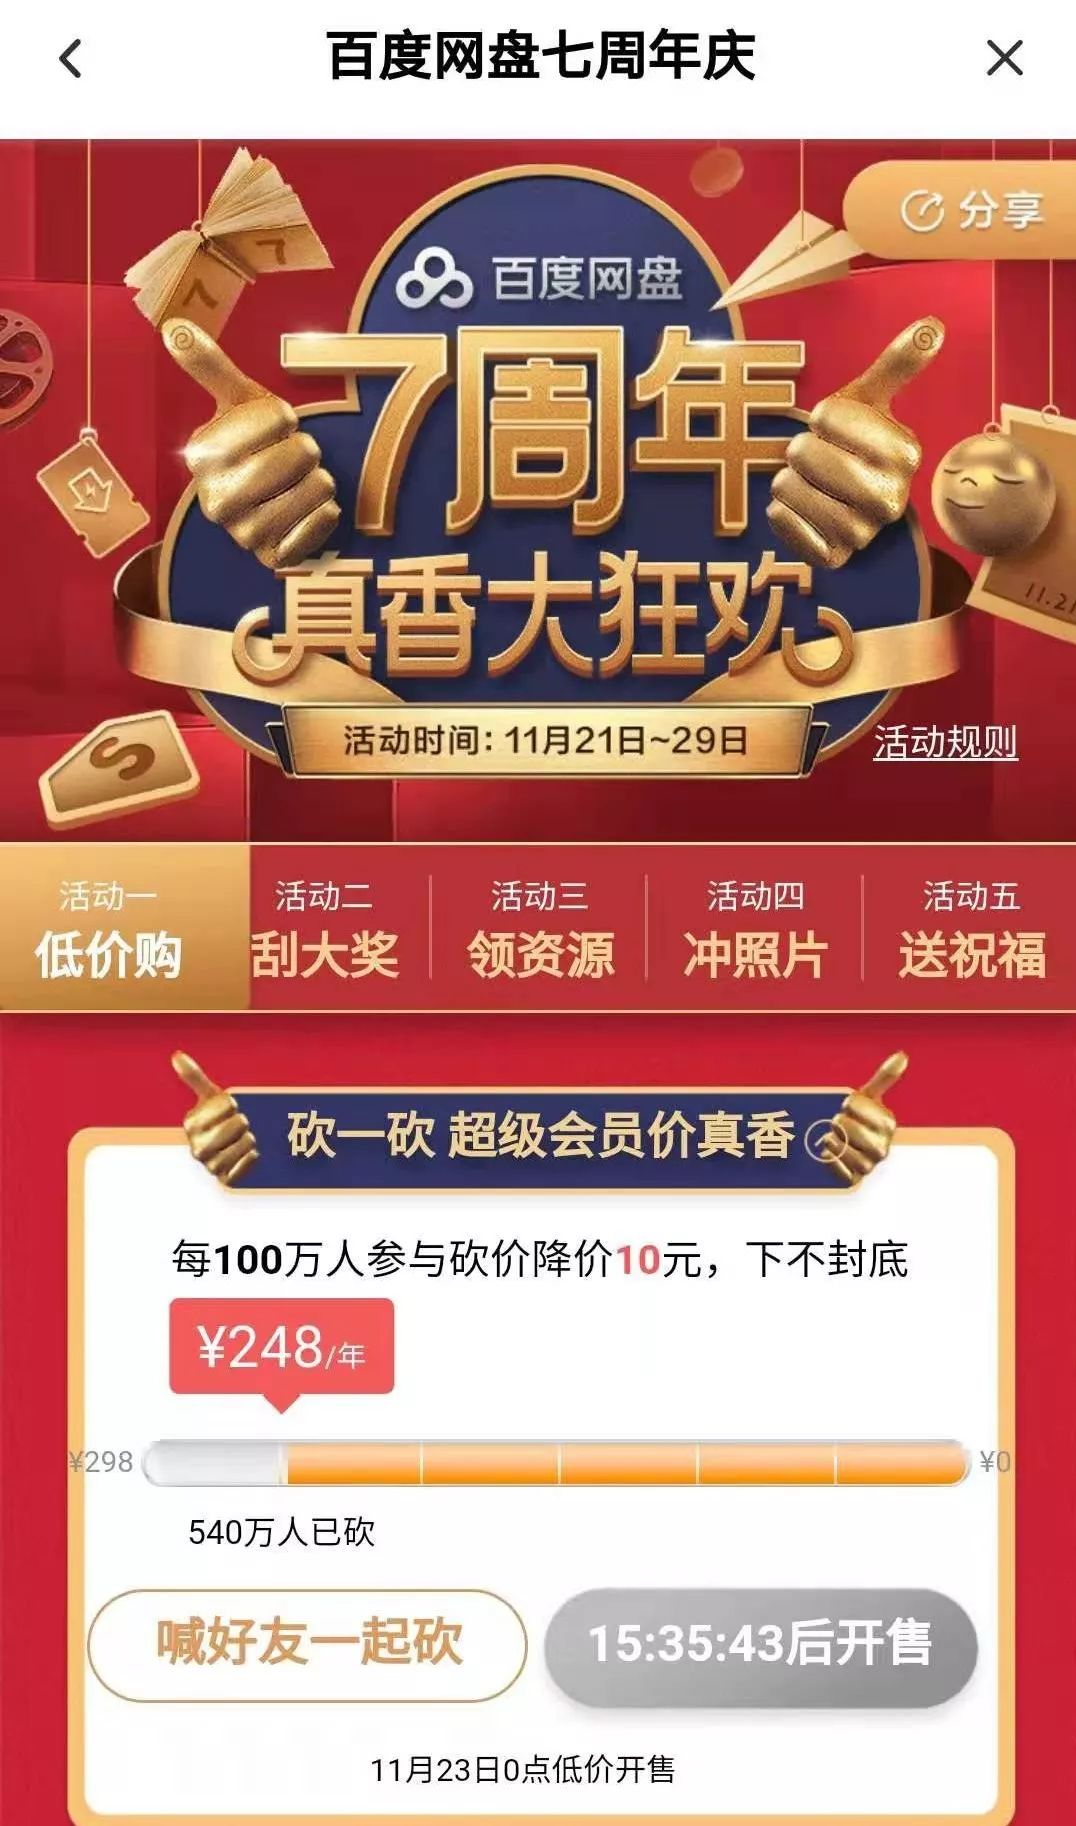 百度网盘七周年庆
分享
百度网盘
7周年
真香大狂欢
11.21
活动时间：11月21日~29日
活动规则
活动一
低价购
活动二
刮大奖
活动三
领资源
活动四
冲照片
活动五
送祝福
砍一砍 超级会员价真香
每100万人参与砍价降价10元，下不封底
¥248/年
¥298
¥0
540万人已砍
喊好友一起砍
15:35:43后开售
11月23日0点低价开售